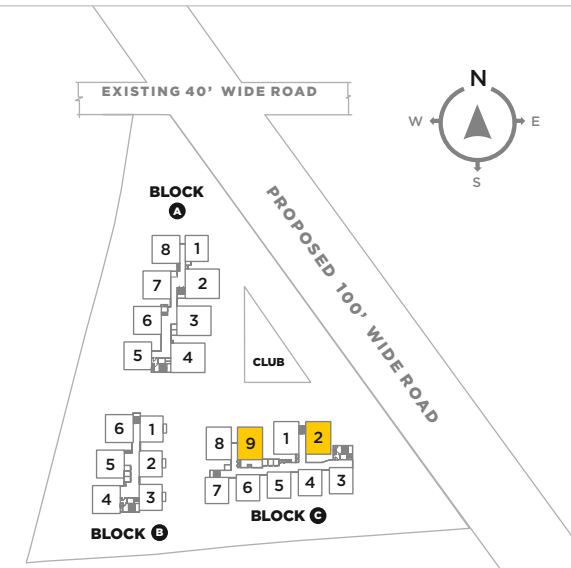 EXISTING 40' WIDE ROAD
N
W
E
S
PROPOSED 100' WIDE ROAD
BLOCK
A
8 1
7 2
6 3
5 4
CLUB
6 1
5 2
4 3
BLOCK B
8 9 1 2
7 6 5 4 3
BLOCK C